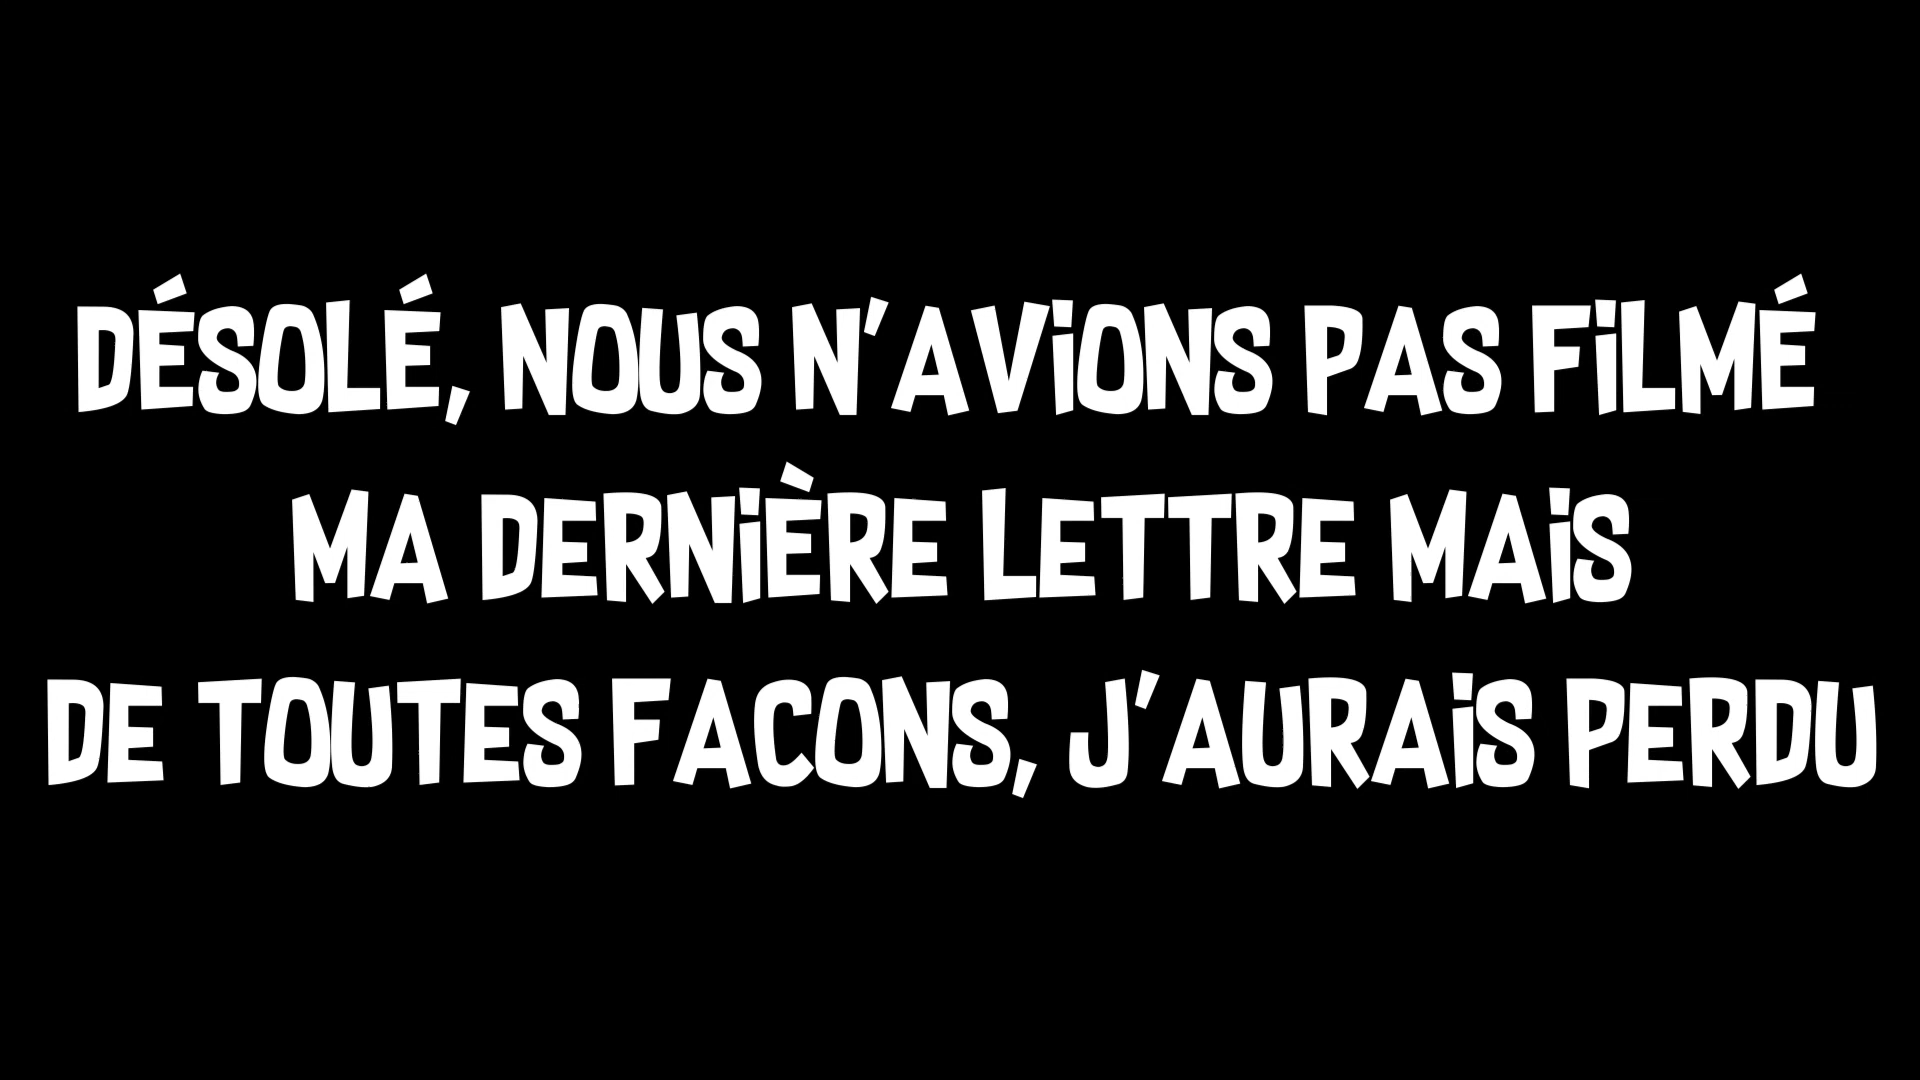 DÉSOLÉ, NOUS N'AViONS PAS FiLMÉ
MA DERNiÈRE LETTRE MAiS
DE TOUTES FACONS, J'AURAiS PERDU